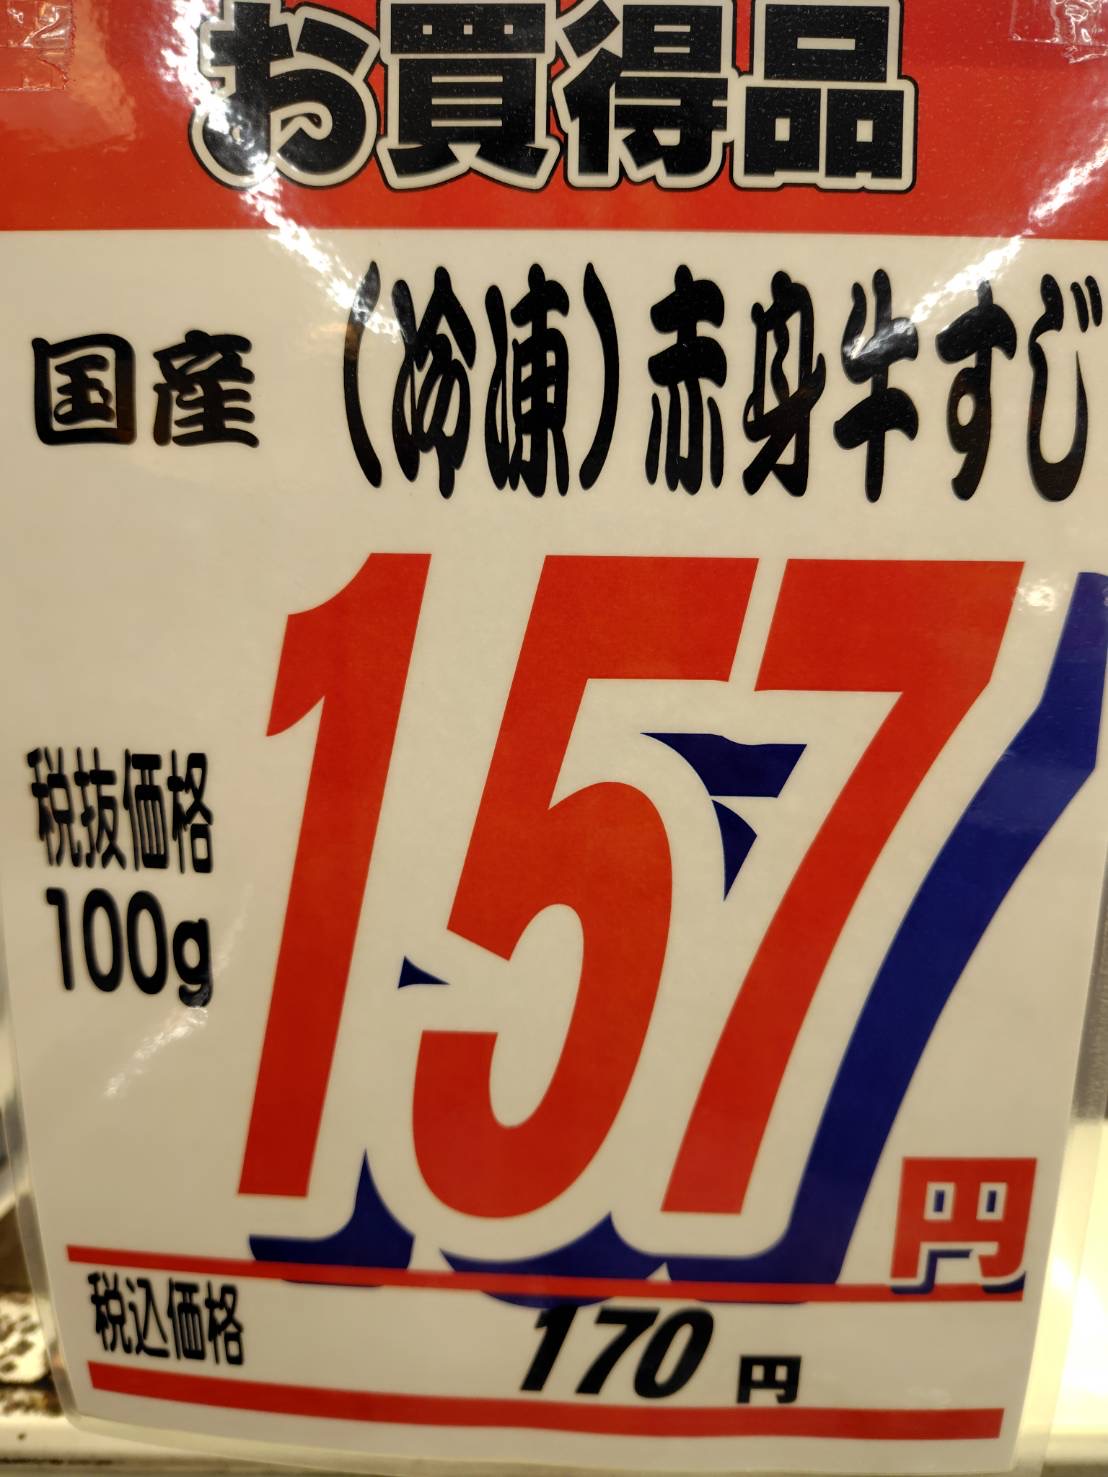 お買得品
国産 (冷凍)赤身牛すじ
税抜価格
100g
157円
税込価格 170円